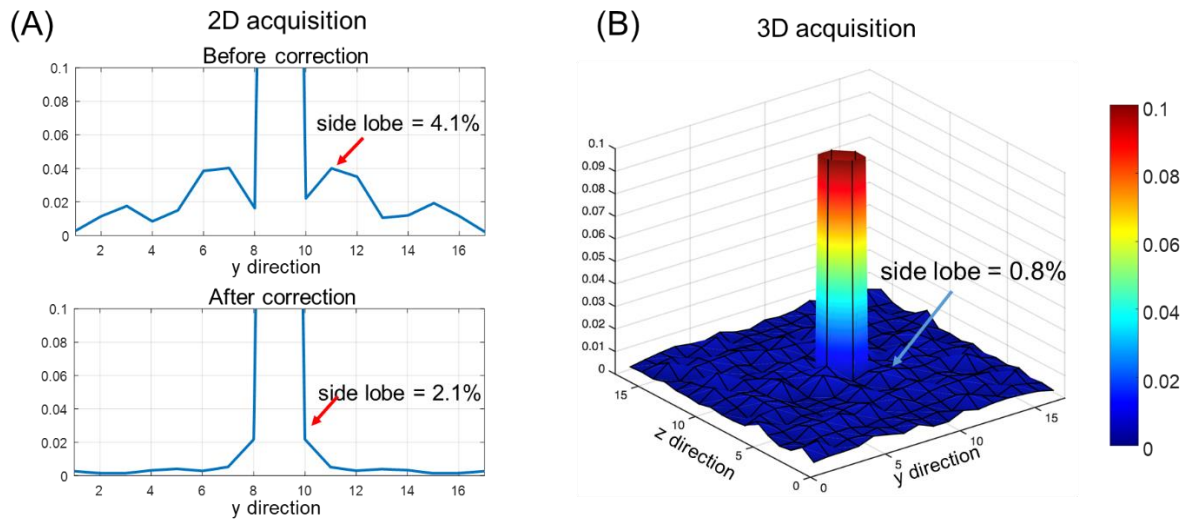 (A)
2D acquisition
Before correction
0.1
0.08
0.06
0.04
0.02
0
side lobe = 4.1%
2 4 6 8 10 12 14 16
y direction
After correction
0.1
0.08
0.06
0.04
0.02
0
side lobe = 2.1%
2 4 6 8 10 12 14 16
y direction
(B)
3D acquisition
0.1
0.09
0.08
0.07
0.06
0.05
0.04
0.03
0.02
0.01
0
side lobe = 0.8%
15
10
5
0
z direction
0
5
10
15
y direction
0.1
0.08
0.06
0.04
0.02
0